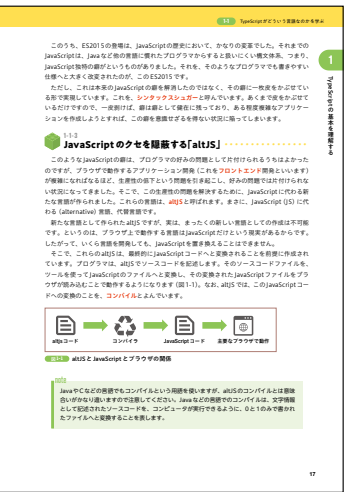 1-1 TypeScriptがどういう言語なのかを学ぶ
1
TypeScriptの基本を理解する
このうち、ES2015の登場は、JavaScriptの歴史において、かなりの変革でした。それまでの
JavaScriptは、Javaなど他の言語に慣れたプログラマからすると扱いにくい構文体系、つまり、
JavaScript独特の癖がというものがありました。それを、そのようなプログラマでも書きやすい
仕様へと大きく改変されたのが、このES2015です。
ただし、これは本来のJavaScriptの癖を解消したのではなく、その癖に一枚皮をかぶせてい
る形で実現しています。これを、シンタックスシュガーと呼んでいます。あくまで皮をかぶせて
いるだけですので、一皮剥けば、癖は癖として健在に残っており、ある程度複雑なアプリケー
ションを作成しようとすれば、この癖を意識せざるを得ない状況に陥ってしまいます。
1-1-3
JavaScriptのクセを隠蔽する「altJS」
このようなJavaScriptの癖は、プログラマの好みの問題として片付けられるうちはよかった
のですが、ブラウザで動作するアプリケーション開発（これをフロントエンド開発といいます）
が複雑になればなるほど、生産性の低下という問題を引き起こし、好みの問題では片付けられな
い状況になってきました。そこで、この生産性の問題を解決するために、JavaScriptに代わる新
たな言語が作られました。これらの言語は、altJSと呼ばれます。まさに、JavaScript (JS) に代
わる (alternative) 言語、代替言語です。
新たな言語として作られたaltJSですが、実は、まったくの新しい言語としての作成は不可能
です。というのは、ブラウザ上で動作する言語はJavaScriptだけという現実があるからです。
したがって、いくら言語を開発しても、JavaScriptを置き換えることはできません。
そこで、これらのaltJSは、最終的にJavaScriptコードへと変換されることを前提に作られ
ています。プログラマは、altJSでソースコードを記述します。そのソースコードファイルを、
ツールを使ってJavaScriptのファイルへと変換し、その変換されたJavaScriptファイルをブラ
ウザが読み込むことで動作するようになります（図1-1）。なお、altJSでは、このJavaScriptコー
ドへの変換のことを、コンパイルとよんでいます。
altjsコード
コンパイラ
JavaScriptコード
主要なブラウザで動作
図1-1 altJSとJavaScriptとブラウザの関係
note
JavaやCなどの言語でもコンパイルという用語を使いますが、altJSのコンパイルとは意味
合いがかなり違いますので注意してください。Javaなどの言語でのコンパイルは、文字情報
として記述されたソースコードを、コンピュータが実行できるように、0と1のみで書かれ
たファイルへと変換することを表します。
17